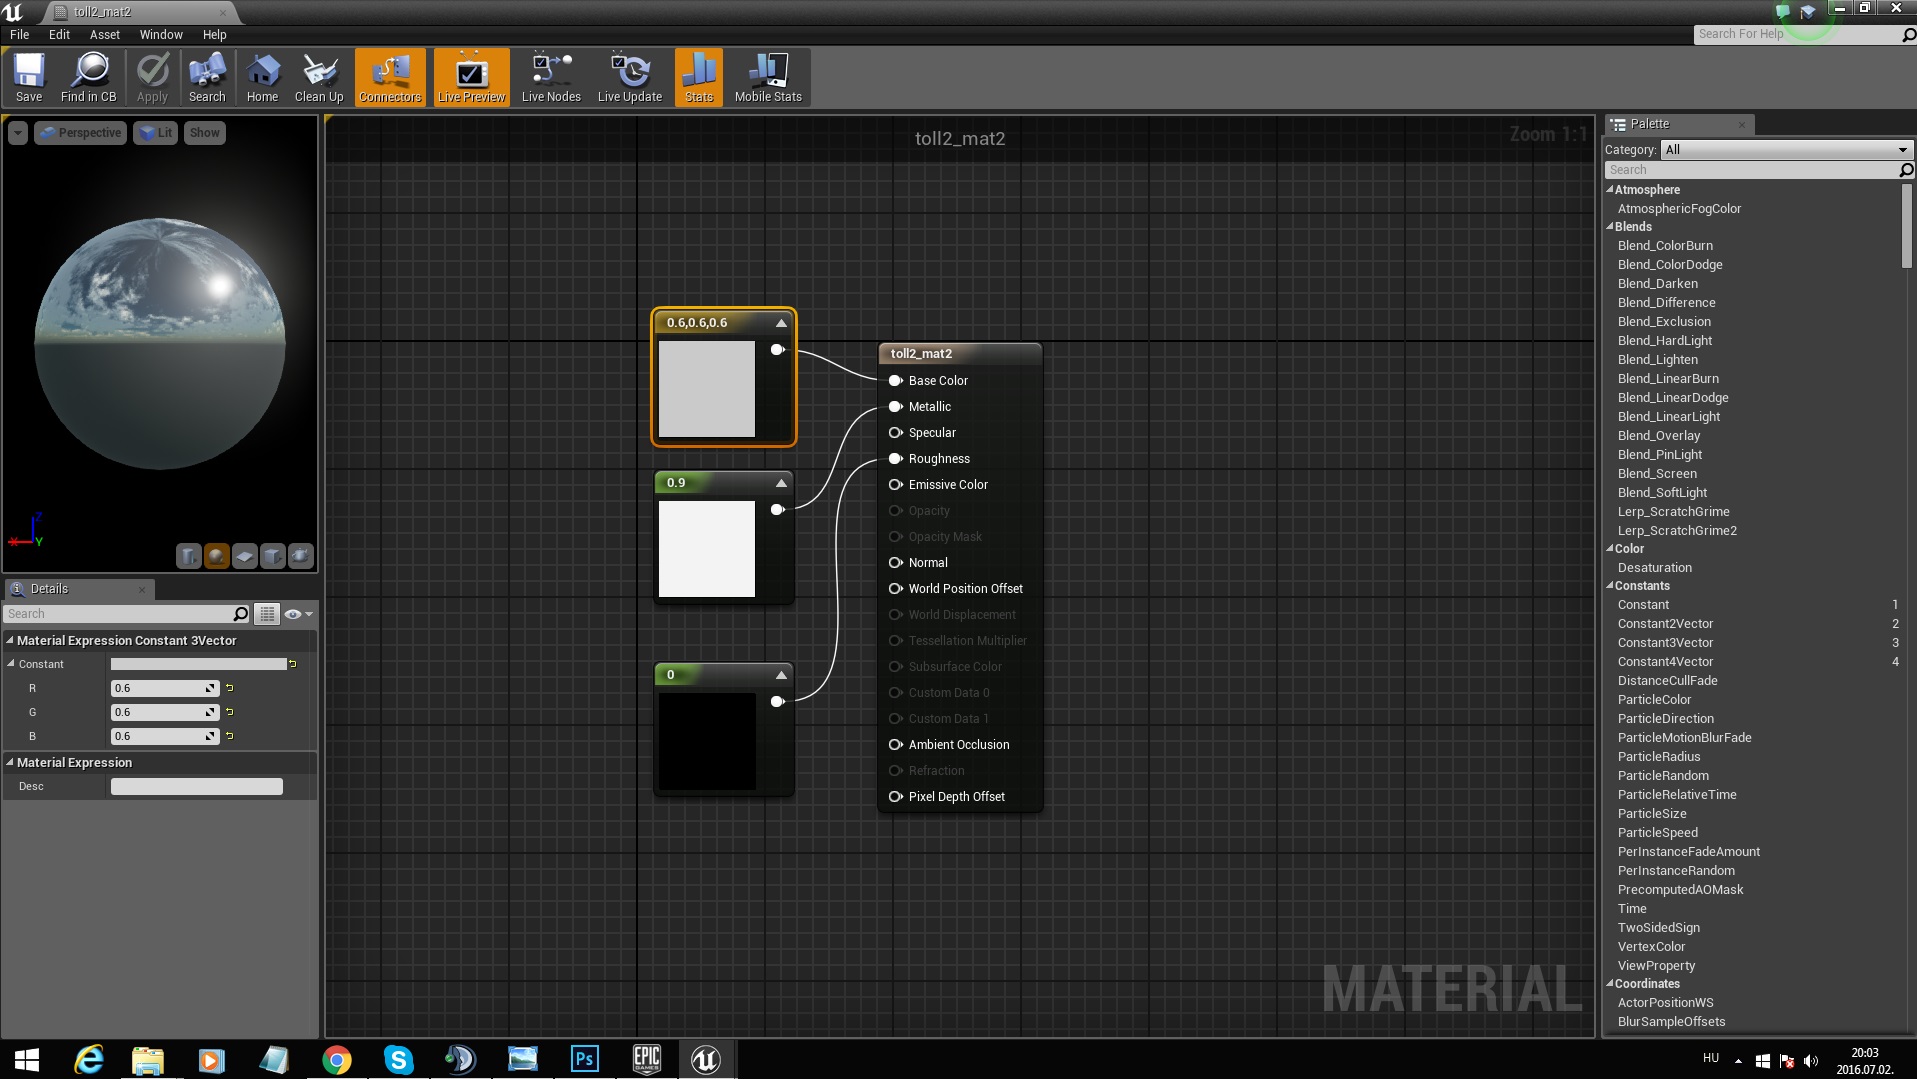 toll2_mat2
File Edit Asset Window Help
Search For Help
Save Find in CB Apply Search Home Clean Up Connectors Live Preview Live Nodes Live Update Stats Mobile Stats
Perspective Lit Show
Z
X Y
Details
Search
Material Expression Constant 3Vector
Constant
R 0.6
G 0.6
B 0.6
Material Expression
Desc
toll2_mat2
Zoom 1:1
0.6,0.6,0.6
0.9
0
toll2_mat2
Base Color
Metallic
Specular
Roughness
Emissive Color
Opacity
Opacity Mask
Normal
World Position Offset
World Displacement
Tessellation Multiplier
Subsurface Color
Custom Data 0
Custom Data 1
Ambient Occlusion
Refraction
Pixel Depth Offset
MATERIAL
Palette
Category: All
Search
Atmosphere
AtmosphericFogColor
Blends
Blend_ColorBurn
Blend_ColorDodge
Blend_Darken
Blend_Difference
Blend_Exclusion
Blend_HardLight
Blend_Lighten
Blend_LinearBurn
Blend_LinearDodge
Blend_LinearLight
Blend_Overlay
Blend_PinLight
Blend_Screen
Blend_SoftLight
Lerp_ScratchGrime
Lerp_ScratchGrime2
Color
Desaturation
Constants
Constant 1
Constant2Vector 2
Constant3Vector 3
Constant4Vector 4
DistanceCullFade
ParticleColor
ParticleDirection
ParticleMotionBlurFade
ParticleRadius
ParticleRandom
ParticleRelativeTime
ParticleSize
ParticleSpeed
PerInstanceFadeAmount
PerInstanceRandom
PrecomputedAOMask
Time
TwoSidedSign
VertexColor
ViewProperty
Coordinates
ActorPositionWS
BlurSampleOffsets
Ps
EPIC
GAMES
HU
20:03
2016.07.02.